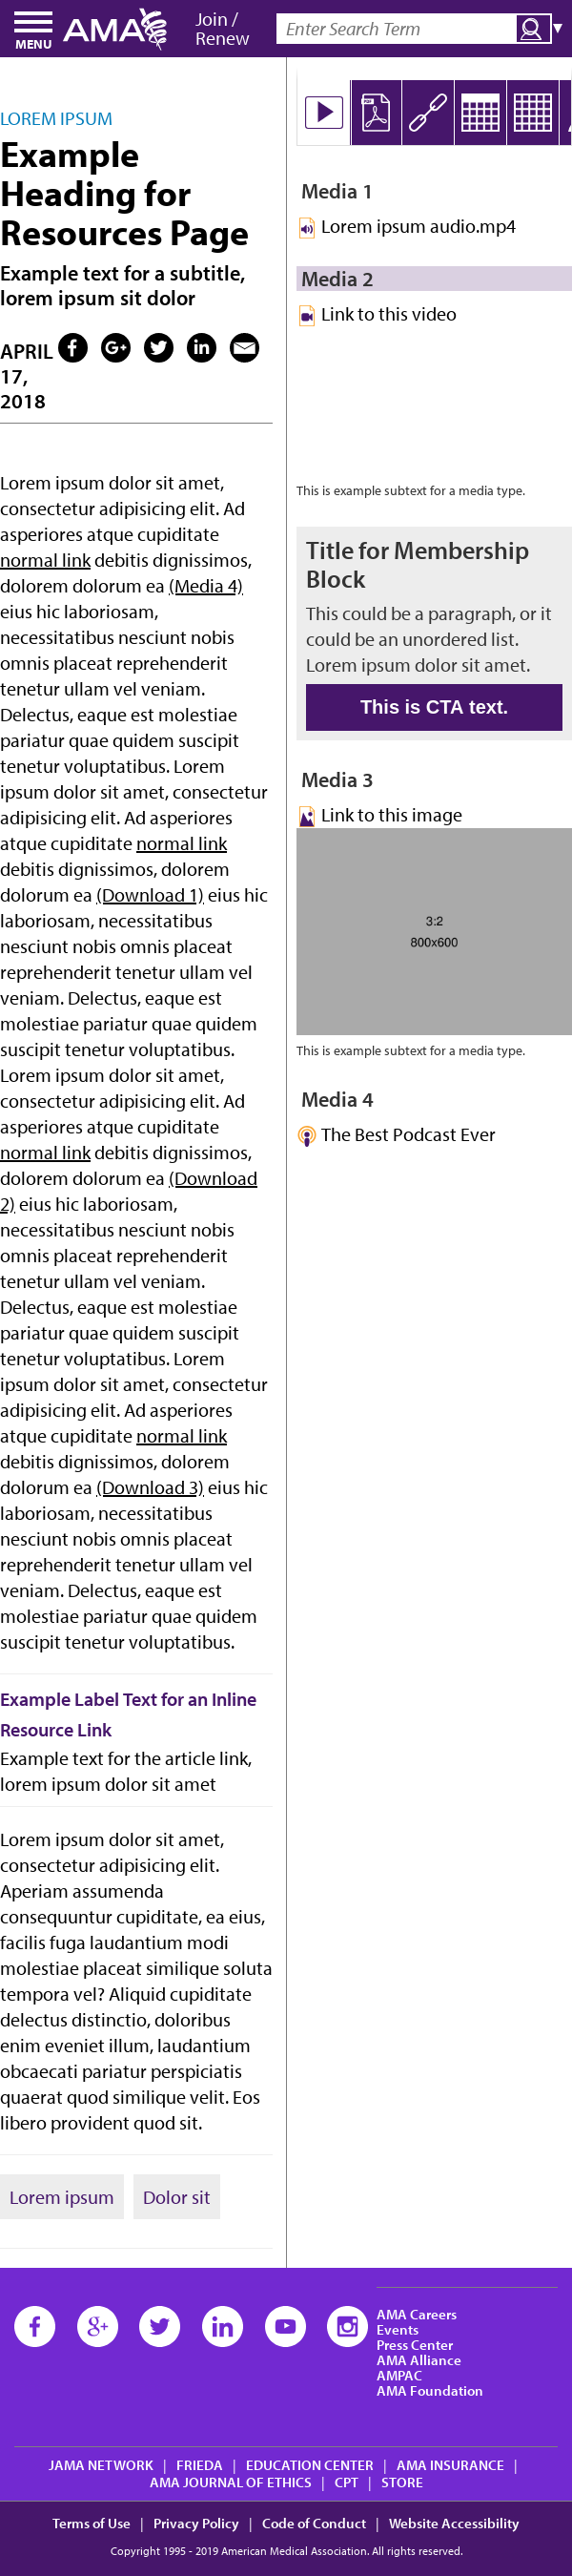 MENU
AMA
Join /
Renew
Enter Search Term
▼
LOREM IPSUM
Example
Heading for
Resources Page
Example text for a subtitle,
lorem ipsum sit dolor
APRIL
17,
2018
Lorem ipsum dolor sit amet,
consectetur adipisicing elit. Ad
asperiores atque cupiditate
normal link debitis dignissimos,
dolorem dolorum ea (Media 4)
eius hic laboriosam,
necessitatibus nesciunt nobis
omnis placeat reprehenderit
tenetur ullam vel veniam.
Delectus, eaque est molestiae
pariatur quae quidem suscipit
tenetur voluptatibus. Lorem
ipsum dolor sit amet, consectetur
adipisicing elit. Ad asperiores
atque cupiditate normal link
debitis dignissimos, dolorem
dolorum ea (Download 1) eius hic
laboriosam, necessitatibus
nesciunt nobis omnis placeat
reprehenderit tenetur ullam vel
veniam. Delectus, eaque est
molestiae pariatur quae quidem
suscipit tenetur voluptatibus.
Lorem ipsum dolor sit amet,
consectetur adipisicing elit. Ad
asperiores atque cupiditate
normal link debitis dignissimos,
dolorem dolorum ea (Download
2) eius hic laboriosam,
necessitatibus nesciunt nobis
omnis placeat reprehenderit
tenetur ullam vel veniam.
Delectus, eaque est molestiae
pariatur quae quidem suscipit
tenetur voluptatibus. Lorem
ipsum dolor sit amet, consectetur
adipisicing elit. Ad asperiores
atque cupiditate normal link
debitis dignissimos, dolorem
dolorum ea (Download 3) eius hic
laboriosam, necessitatibus
nesciunt nobis omnis placeat
reprehenderit tenetur ullam vel
veniam. Delectus, eaque est
molestiae pariatur quae quidem
suscipit tenetur voluptatibus.
Example Label Text for an Inline
Resource Link
Example text for the article link,
lorem ipsum dolor sit amet
Lorem ipsum dolor sit amet,
consectetur adipisicing elit.
Aperiam assumenda
consequuntur cupiditate, ea eius,
facilis fuga laudantium modi
molestiae placeat similique soluta
tempora vel? Aliquid cupiditate
delectus distinctio, doloribus
enim eveniet illum, laudantium
obcaecati pariatur perspiciatis
quaerat quod similique velit. Eos
libero provident quod sit.
Lorem ipsum Dolor sit
PDF
Media 1
Lorem ipsum audio.mp4
Media 2
Link to this video
This is example subtext for a media type.
Title for Membership
Block
This could be a paragraph, or it
could be an unordered list.
Lorem ipsum dolor sit amet.
This is CTA text.
Media 3
Link to this image
3:2
800x600
This is example subtext for a media type.
Media 4
The Best Podcast Ever
AMA Careers
Events
Press Center
AMA Alliance
AMPAC
AMA Foundation
JAMA NETWORK | FRIEDA | EDUCATION CENTER | AMA INSURANCE |
AMA JOURNAL OF ETHICS | CPT | STORE
Terms of Use | Privacy Policy | Code of Conduct | Website Accessibility
Copyright 1995 - 2019 American Medical Association. All rights reserved.